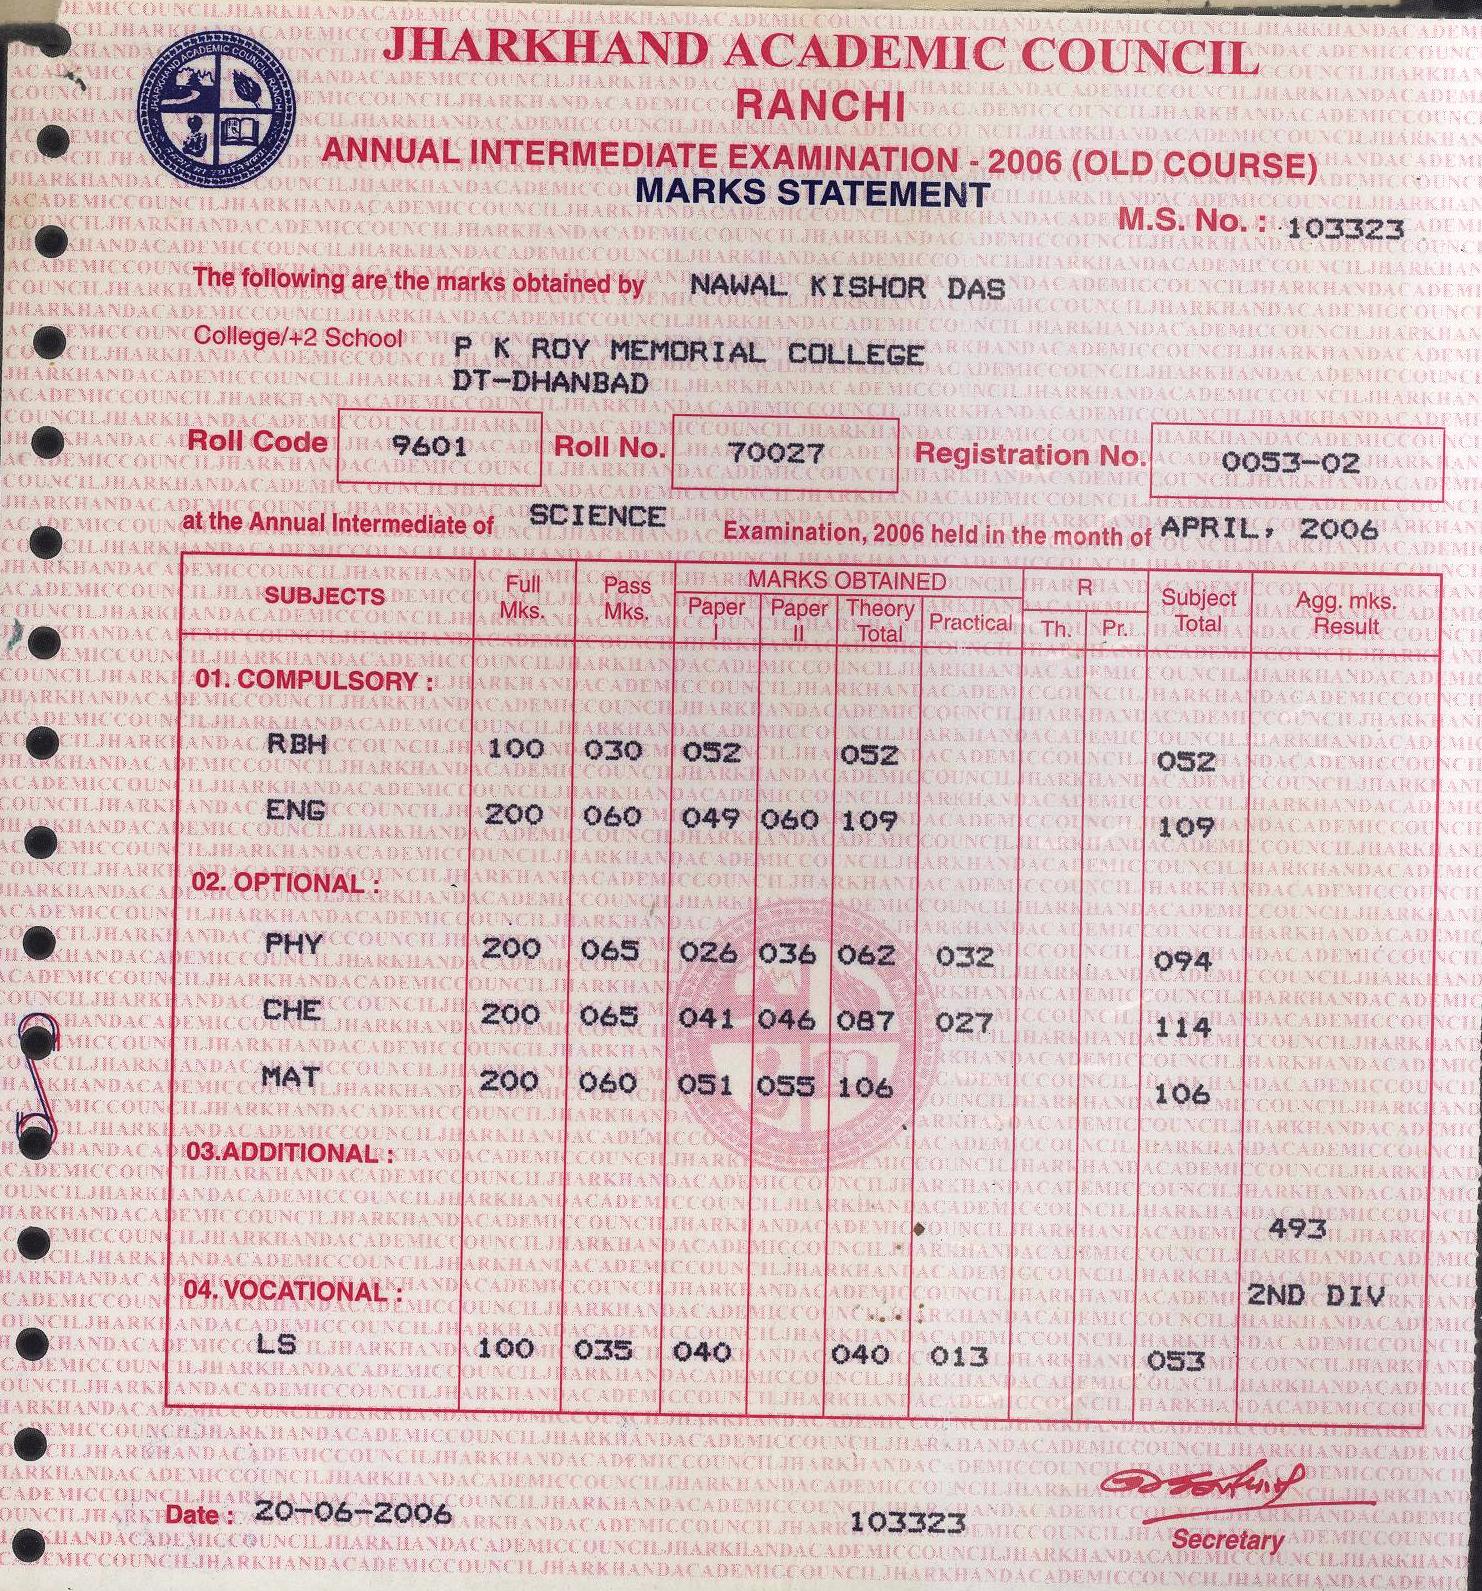 JHARKHAND ACADEMIC COUNCIL
RANCHI
ANNUAL INTERMEDIATE EXAMINATION - 2006 (OLD COURSE)
MARKS STATEMENT
M.S. No. : 103323
The following are the marks obtained by NAWAL KISHOR DAS
College/+2 School P K ROY MEMORIAL COLLEGE
DT-DHANBAD
Roll Code 9601 Roll No. 70027 Registration No. 0053-02
at the Annual Intermediate of SCIENCE Examination, 2006 held in the month of APRIL, 2006
SUBJECTS Full Mks. Pass Mks. MARKS OBTAINED R Subject Total Agg. mks. Result
Paper I Paper II Theory Total Practical Th. Pr.
01. COMPULSORY :
RBH 100 030 052 052 052
ENG 200 060 049 060 109 109
02. OPTIONAL :
PHY 200 065 026 036 062 032 094
CHE 200 065 041 046 087 027 114
MAT 200 060 051 055 106 106
03.ADDITIONAL :
493
04. VOCATIONAL : 2ND DIV
LS 100 035 040 040 013 053
Date : 20-06-2006 103323
Secretary